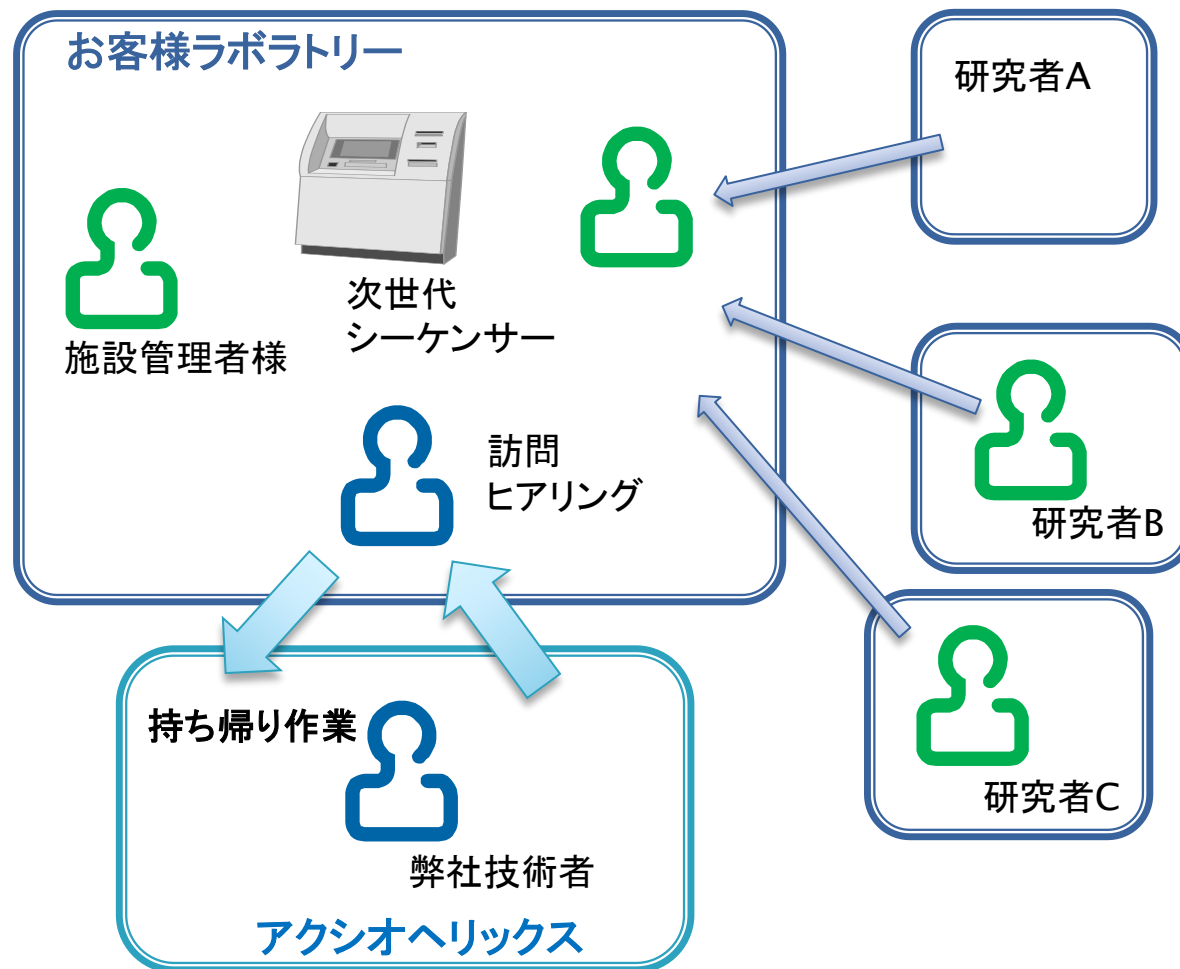 お客様ラボラトリー
研究者A
次世代
シーケンサー
施設管理者様
訪問
ヒアリング
研究者B
持ち帰り作業
研究者C
弊社技術者
アクシオヘリックス